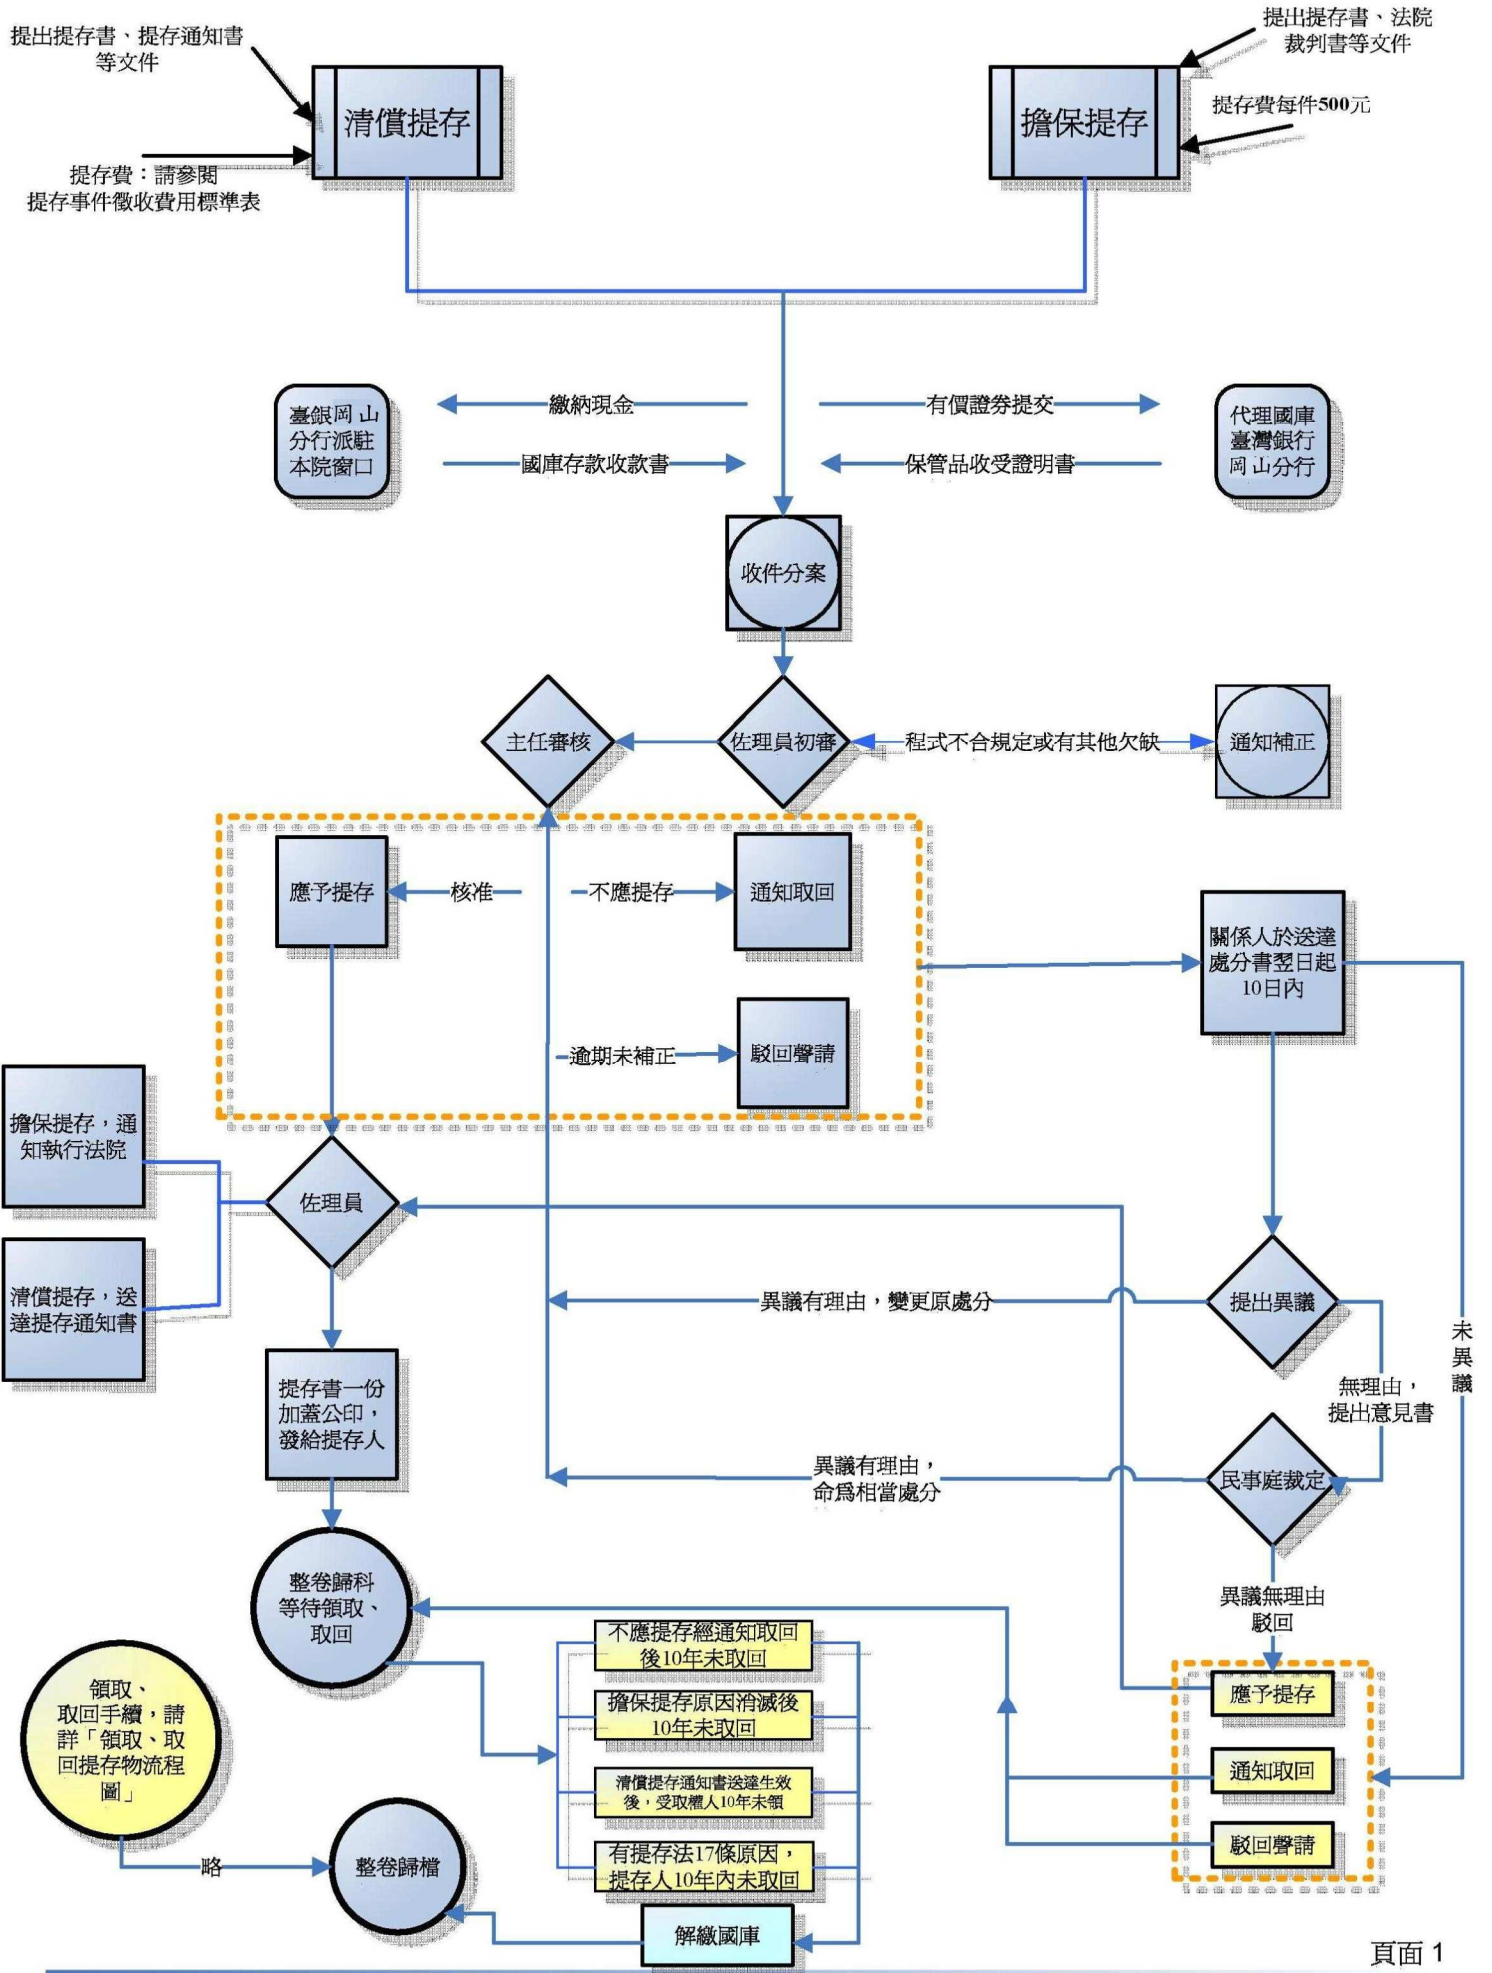 提出提存書、提存通知書
等文件
提出提存書、法院
裁判書等文件
清償提存
擔保提存
提存費每件500元
提存費：請參閱
提存事件徵收費用標準表
臺銀岡山
分行派駐
本院窗口
繳納現金
國庫存款收款書
有價證券提交
保管品收受證明書
代理國庫
臺灣銀行
岡山分行
收件分案
主任審核
佐理員初審
程式不合規定或有其他欠缺
通知補正
應予提存
核准
不應提存
通知取回
逾期未補正
駁回聲請
關係人於送達
處分書翌日起
10日內
擔保提存，通
知執行法院
佐理員
清償提存，送
達提存通知書
異議有理由，變更原處分
提出異議
未異議
無理由，
提出意見書
提存書一份
加蓋公印，
發給提存人
異議有理由，
命為相當處分
民事庭裁定
整卷歸科
等待領取、
取回
異議無理由
駁回
不應提存經通知取回
後10年未取回
擔保提存原因消滅後
10年未取回
清償提存通知書送達生效
後，受取權人10年未領
有提存法17條原因，
提存人10年內未取回
應予提存
通知取回
駁回聲請
領取、
取回手續，請
詳「領取、取
回提存物流程
圖」
略
整卷歸檔
解繳國庫
頁面 1